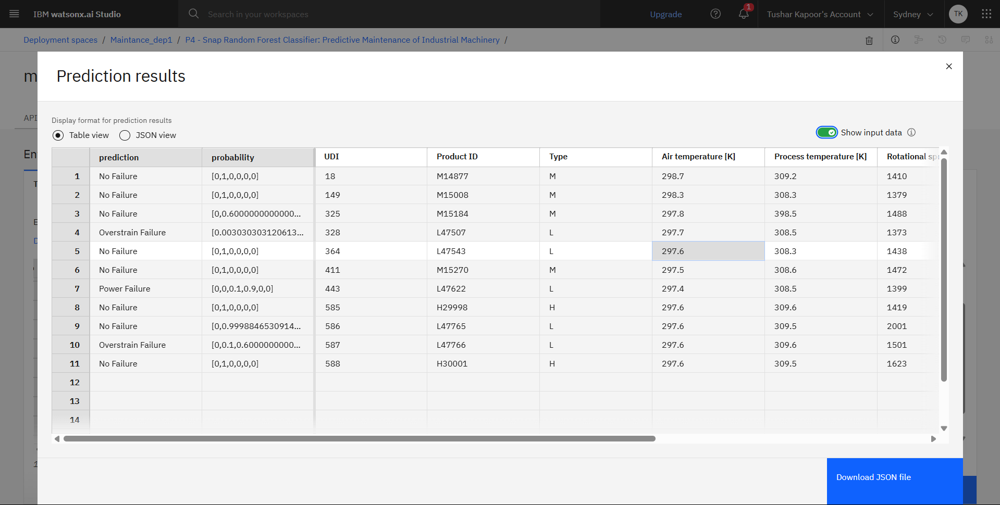 IBM watsonx.ai Studio
Search in your workspaces
Upgrade
1
Tushar Kapoor's Account
Sydney
TK
Deployment spaces / Maintance_dep1 / P4 - Snap Random Forest Classifier: Predictive Maintenance of Industrial Machinery /
Prediction results
API
Display format for prediction results
Table view JSON view
Show input data
prediction probability UDI Product ID Type Air temperature [K] Process temperature [K] Rotational
1 No Failure [0,1,0,0,0,0] 18 M14877 M 298.7 309.2 1410
2 No Failure [0,1,0,0,0,0] 149 M15008 M 298.3 308.3 1379
3 No Failure [0,0.6000000000000... 325 M15184 M 297.8 398.5 1488
4 Overstrain Failure [0.003030303120613... 328 L47507 L 297.7 308.5 1373
5 No Failure [0,1,0,0,0,0] 364 L47543 L 297.6 308.3 1438
6 No Failure [0,1,0,0,0,0] 411 M15270 M 297.5 308.6 1472
7 Power Failure [0,0,0.1,0.9,0,0] 443 L47622 L 297.4 308.5 1399
8 No Failure [0,1,0,0,0,0] 585 H29998 H 297.6 309.6 1419
9 No Failure [0,0.9998846530914... 586 L47765 L 297.6 309.5 2001
10 Overstrain Failure [0,0.1,0.6000000000... 587 L47766 L 297.6 309.6 1501
11 No Failure [0,1,0,0,0,0] 588 H30001 H 297.6 309.5 1623
12
13
14
Download JSON file